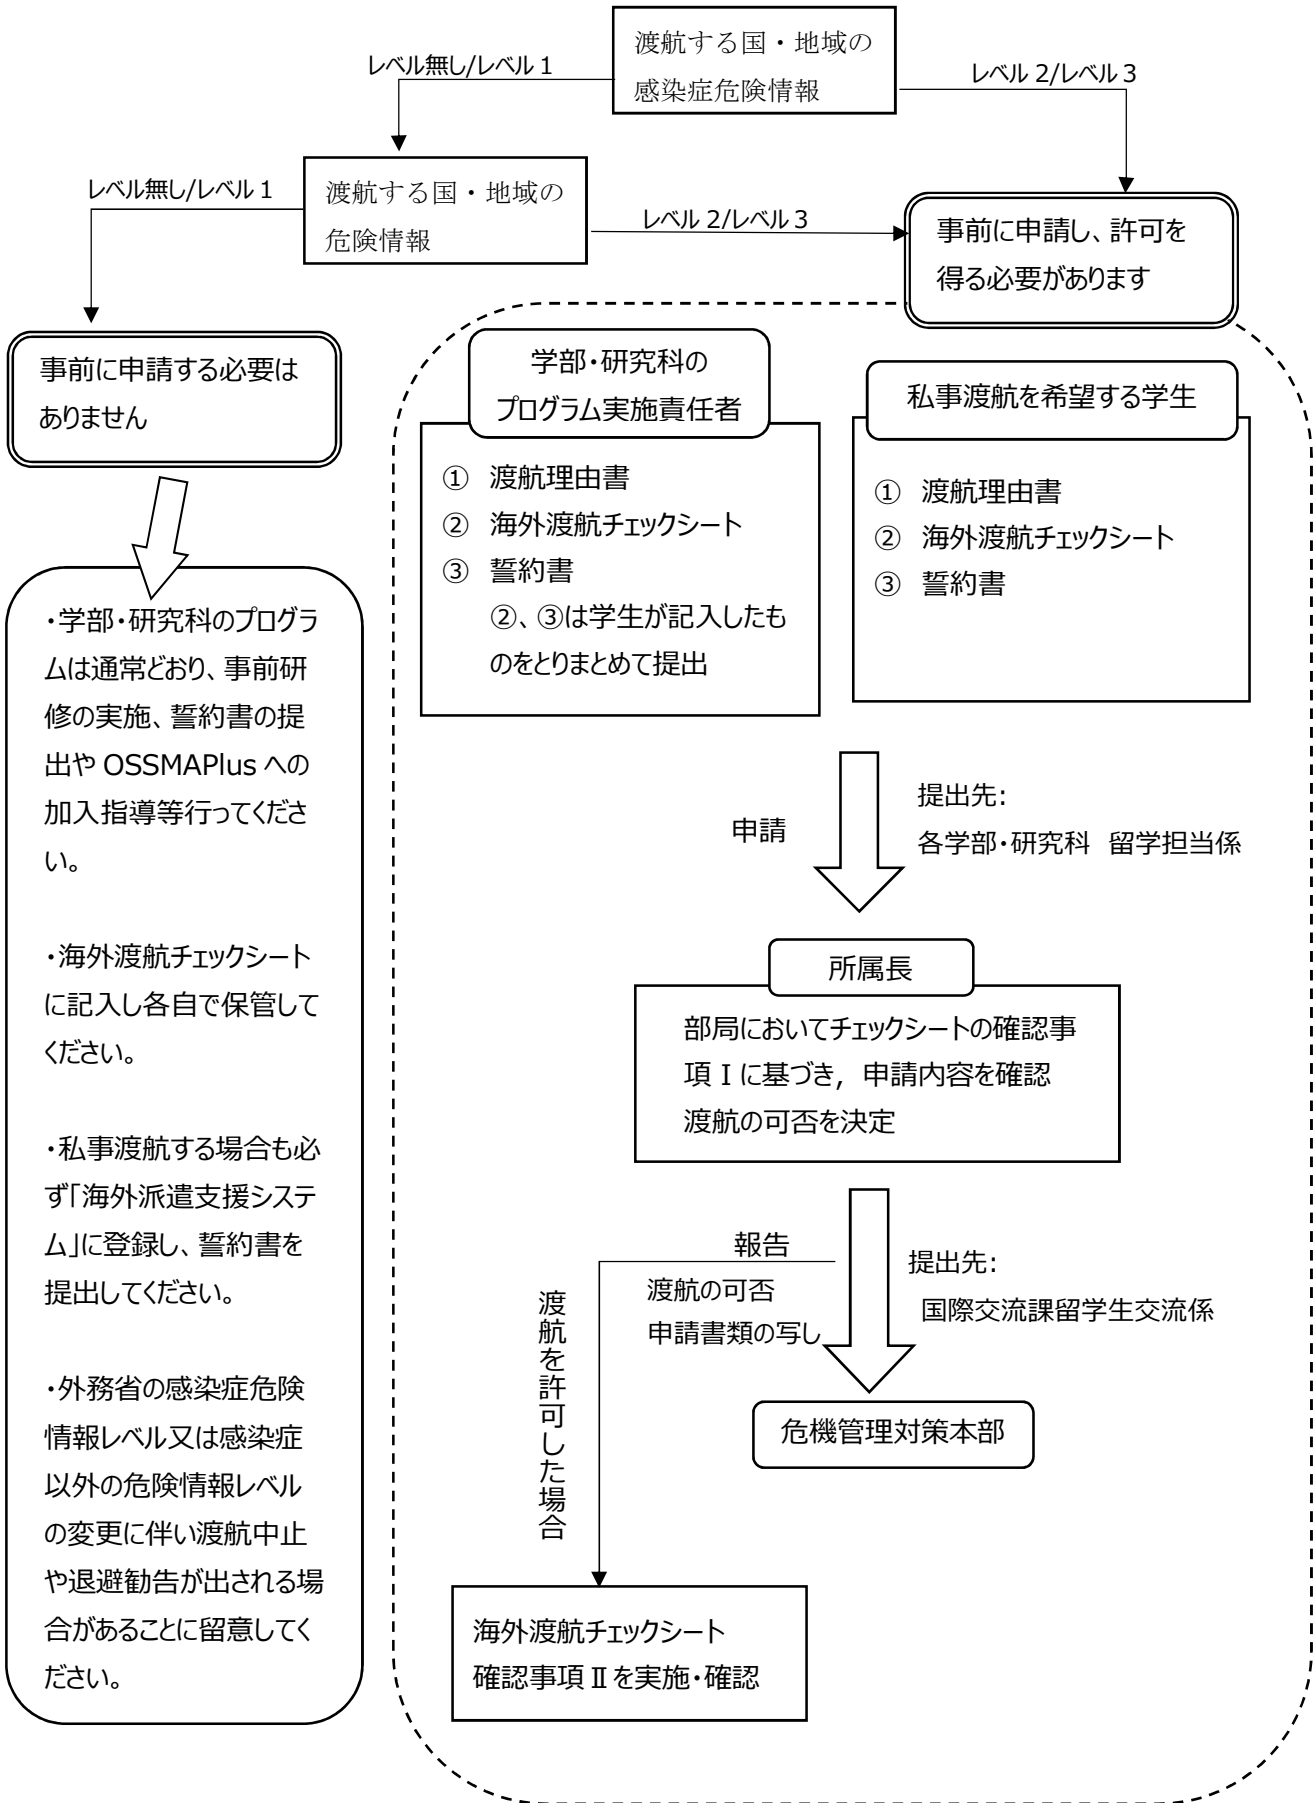 渡航する国・地域の
感染症危険情報
レベル無し/レベル1
レベル2/レベル3
渡航する国・地域の
危険情報
レベル無し/レベル1
レベル2/レベル3
事前に申請し、許可を
得る必要があります
事前に申請する必要は
ありません
・学部・研究科のプログラ
ムは通常どおり、事前研
修の実施、誓約書の提
出や OSSMAPlus への
加入指導等行ってくださ
い。
・海外渡航チェックシート
に記入し各自で保管して
ください。
・私事渡航する場合も必
ず「海外派遣支援システ
ム」に登録し、誓約書を
提出してください。
・外務省の感染症危険
情報レベル又は感染症
以外の危険情報レベル
の変更に伴い渡航中止
や退避勧告が出される場
合があることに留意してく
ださい。
学部・研究科の
プログラム実施責任者
① 渡航理由書
② 海外渡航チェックシート
③ 誓約書
②、③は学生が記入したも
のをとりまとめて提出
私事渡航を希望する学生
① 渡航理由書
② 海外渡航チェックシート
③ 誓約書
申請
提出先:
各学部・研究科 留学担当係
所属長
部局においてチェックシートの確認事
項Ⅰに基づき, 申請内容を確認
渡航の可否を決定
報告
渡航の可否
申請書類の写し
提出先:
国際交流課留学生交流係
渡航を許可した場合
危機管理対策本部
海外渡航チェックシート
確認事項Ⅱを実施・確認